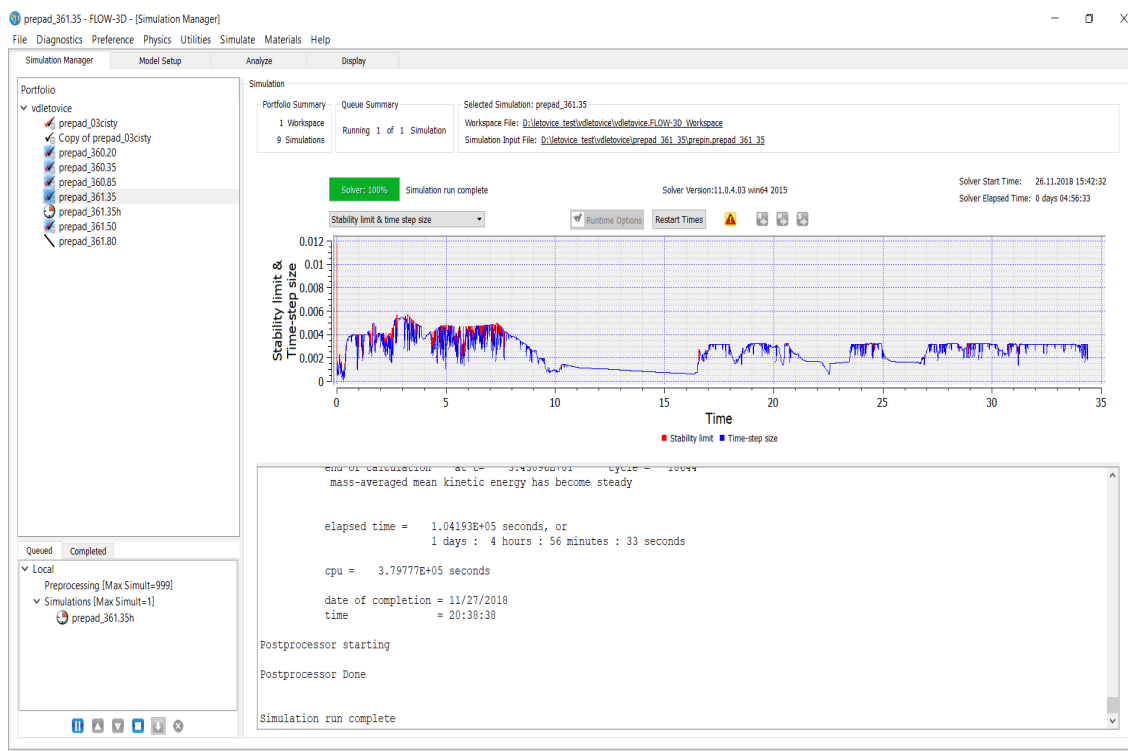 prepad_361.35 - FLOW-3D - [Simulation Manager]
File Diagnostics Preference Physics Utilities Simulate Materials Help
Simulation Manager Model Setup Analyze Display
Portfolio
vdletovice
prepad_03cisty
Copy of prepad_03cisty
prepad_360.20
prepad_360.35
prepad_360.85
prepad_361.35
prepad_361.35h
prepad_361.50
prepad_361.80
Queued Completed
Local
Preprocessing [Max Simult=999]
Simulations [Max Simult=1]
prepad_361.35h
Simulation
Portfolio Summary
1 Workspace
9 Simulations
Queue Summary
Running 1 of 1 Simulation
Selected Simulation: prepad_361.35
Workspace File: D:\letovice_test\vdletovice\vdletovice.FLOW-3D_Workspace
Simulation Input File: D:\letovice_test\vdletovice\prepad_361_35\prepin.prepad_361_35
Solver: 100% Simulation run complete
Solver Version:11.0.4.03 win64 2015
Solver Start Time: 26.11.2018 15:42:32
Solver Elapsed Time: 0 days 04:56:33
Stability limit & time step size
Runtime Options Restart Times
Stability limit &
Time-step size
0.012
0.01
0.008
0.006
0.004
0.002
0
0 5 10 15 20 25 30 35
Time
Stability limit Time-step size
end of calculation at t= 3.43896E+01 cycle = 18644
mass-averaged mean kinetic energy has become steady
elapsed time = 1.04193E+05 seconds, or
1 days : 4 hours : 56 minutes : 33 seconds
cpu = 3.79777E+05 seconds
date of completion = 11/27/2018
time = 20:38:38
Postprocessor starting
Postprocessor Done
Simulation run complete